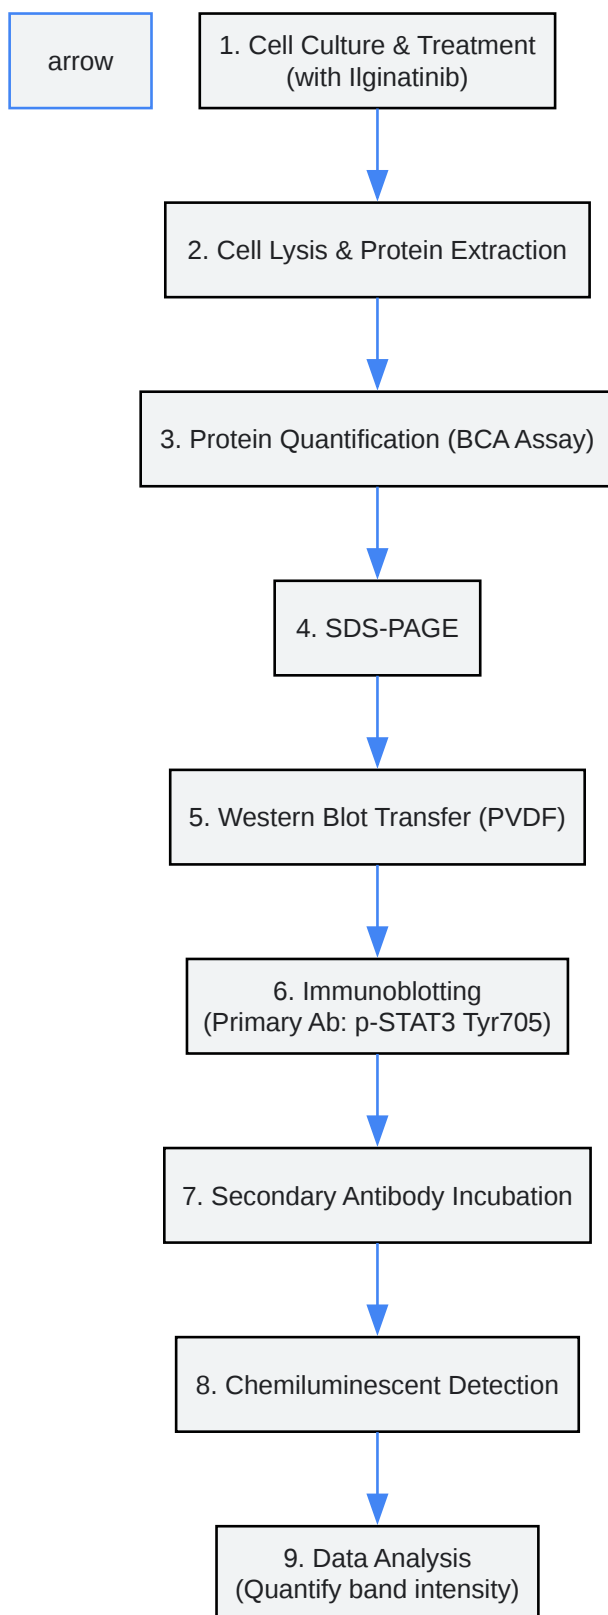 arrow
1. Cell Culture & Treatment
(with Ilginatinib)
2. Cell Lysis & Protein Extraction
3. Protein Quantification (BCA Assay)
4. SDS-PAGE
5. Western Blot Transfer (PVDF)
6. Immunoblotting
(Primary Ab: p-STAT3 Tyr705)
7. Secondary Antibody Incubation
8. Chemiluminescent Detection
9. Data Analysis
(Quantify band intensity)